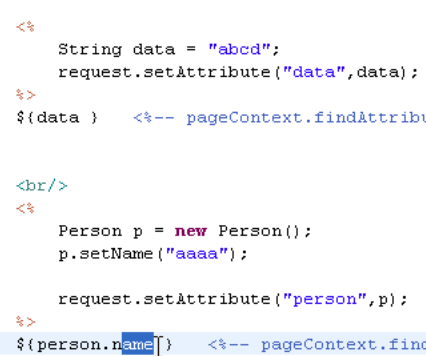 <%
String data = "abcd";
request.setAttribute("data",data);
%>
${data } <%-- pageContext.findAttribu
<br/>
<%
Person p = new Person();
p.setName("aaaa");
request.setAttribute("person",p);
%>
${person.name } <%-- pageContext.find